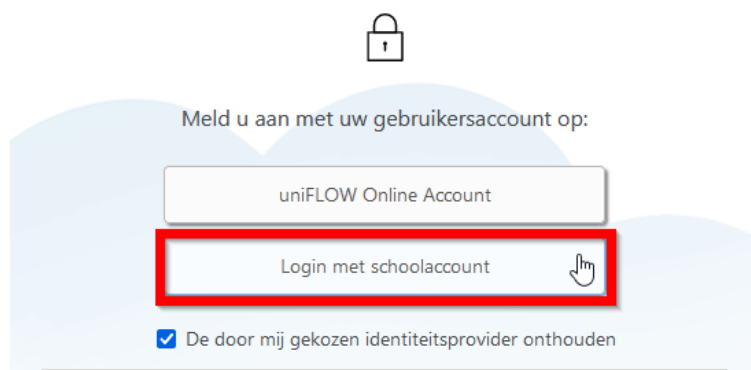 Meld u aan met uw gebruikersaccount op:
uniFLOW Online Account
Login met schoolaccount
De door mij gekozen identiteitsprovider onthouden